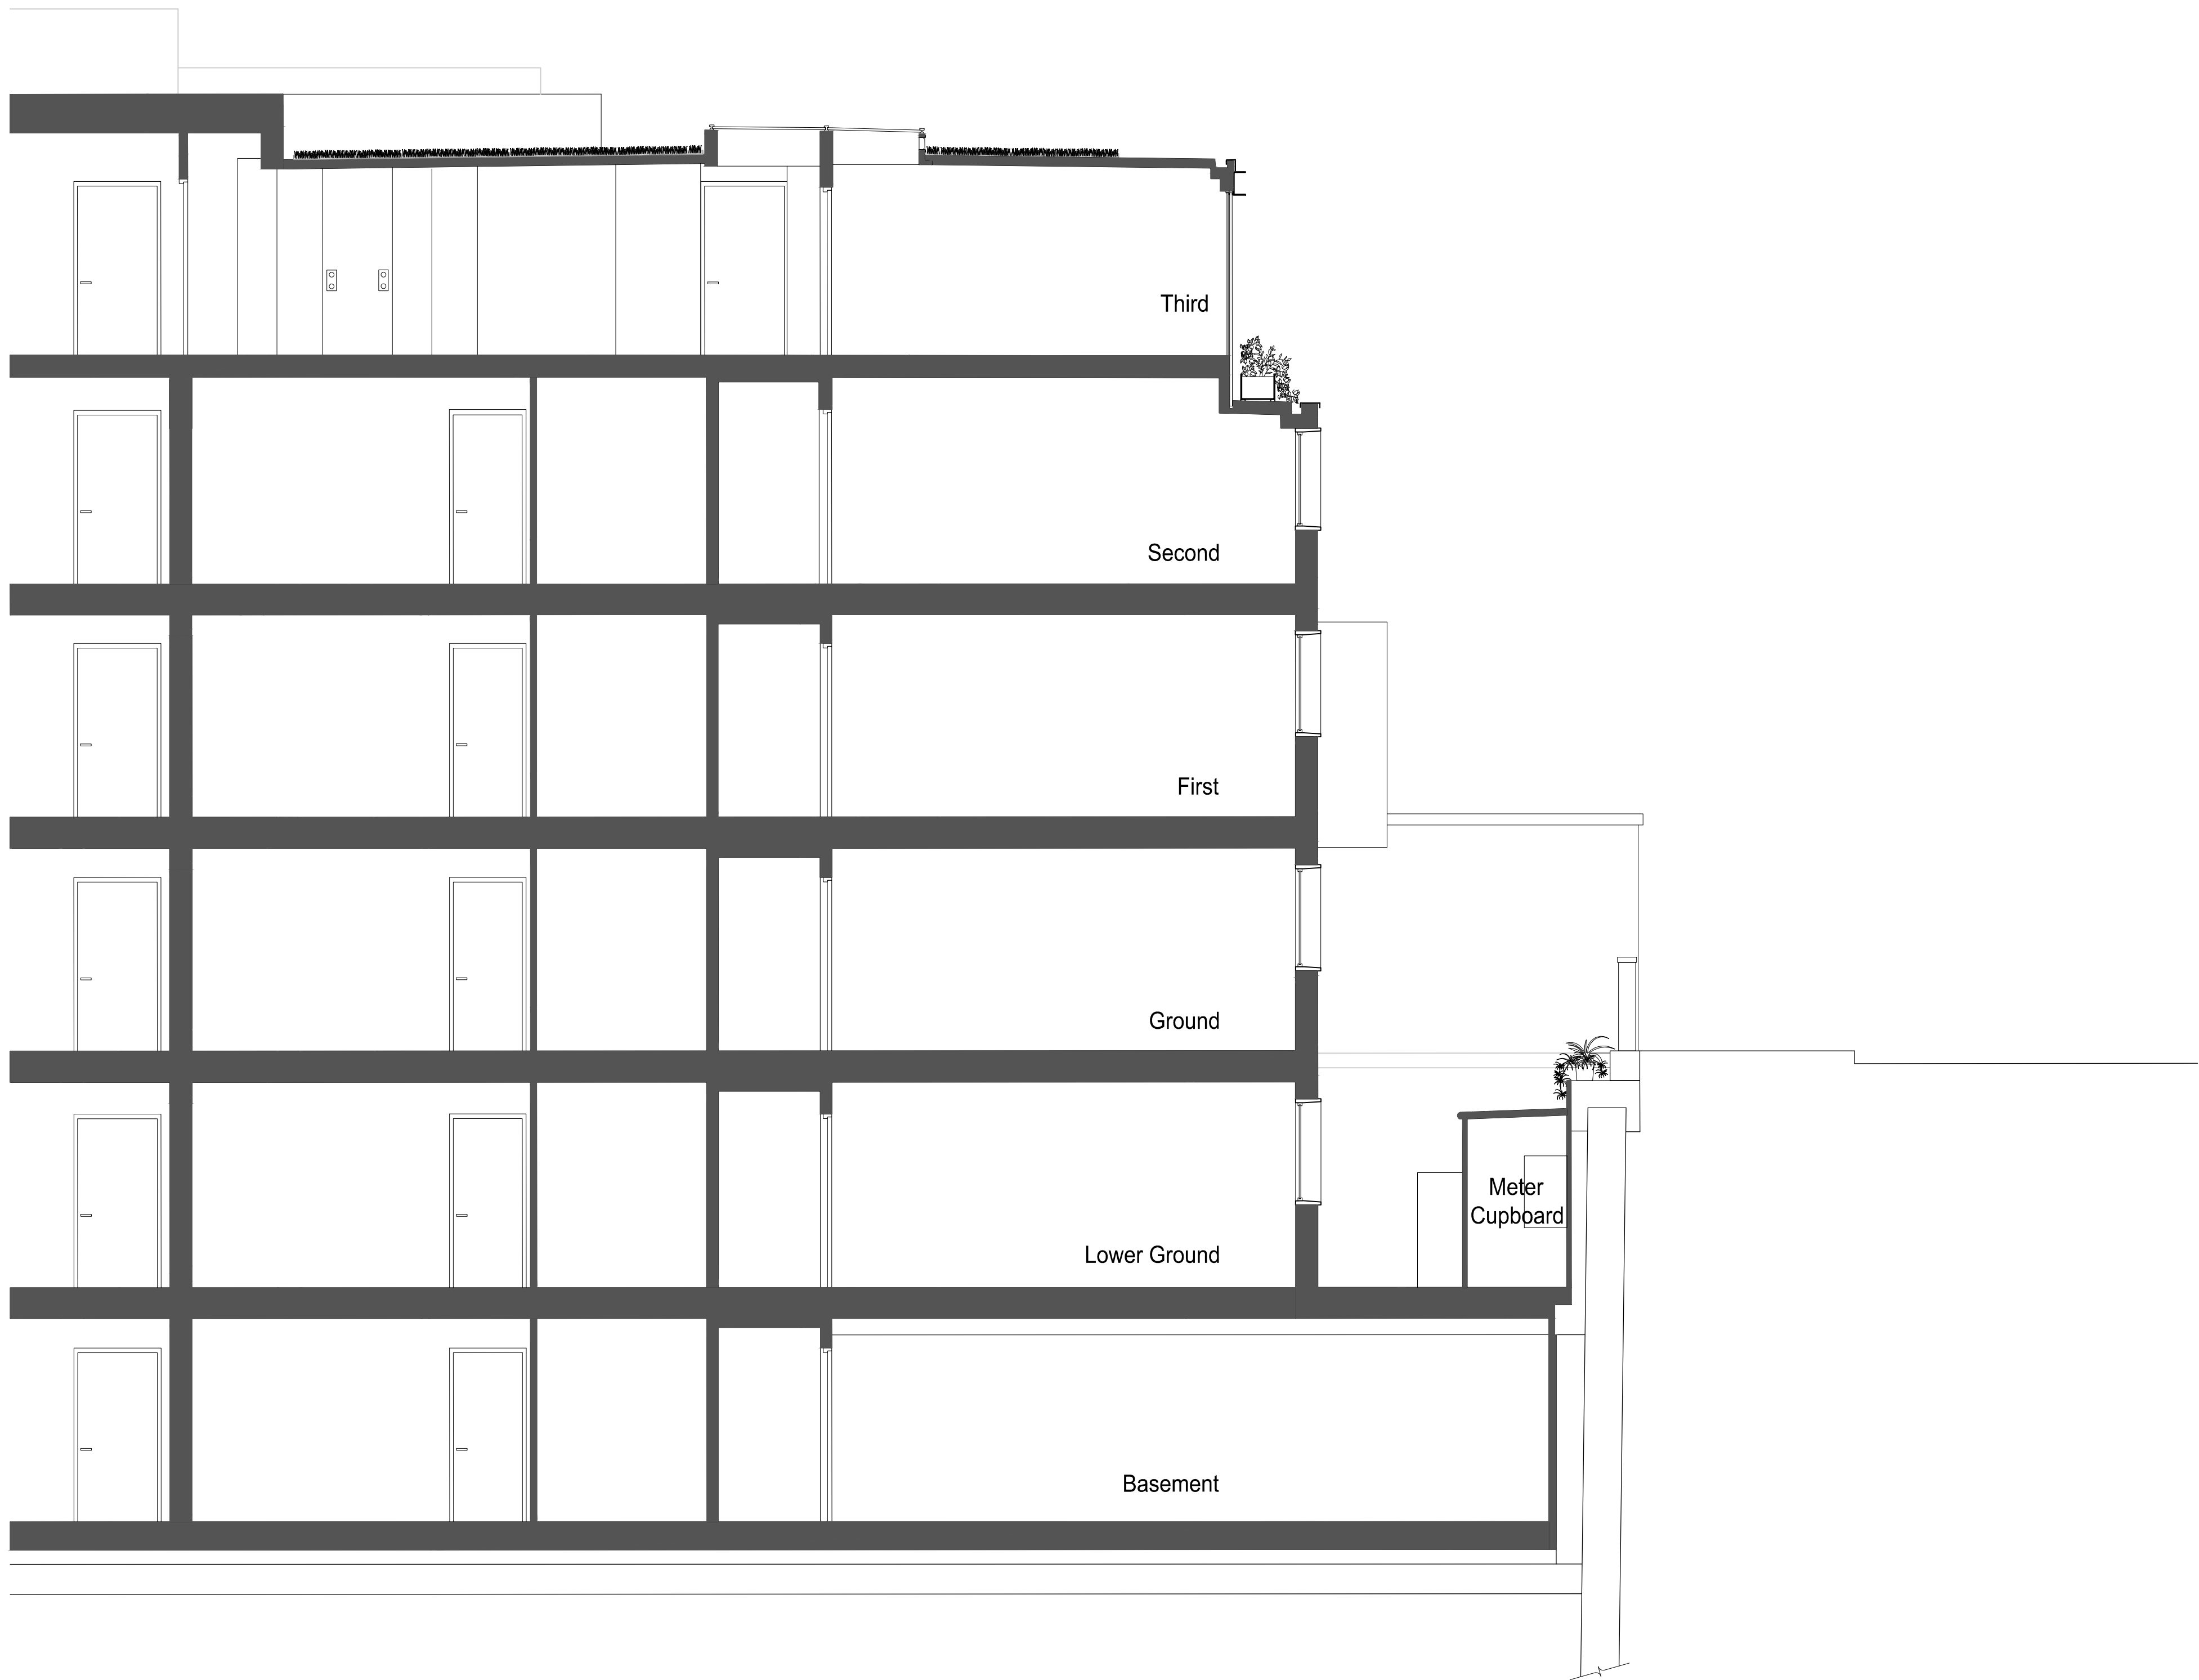 Third
Second
First
Ground
Meter
Cupboard
Lower Ground
Basement